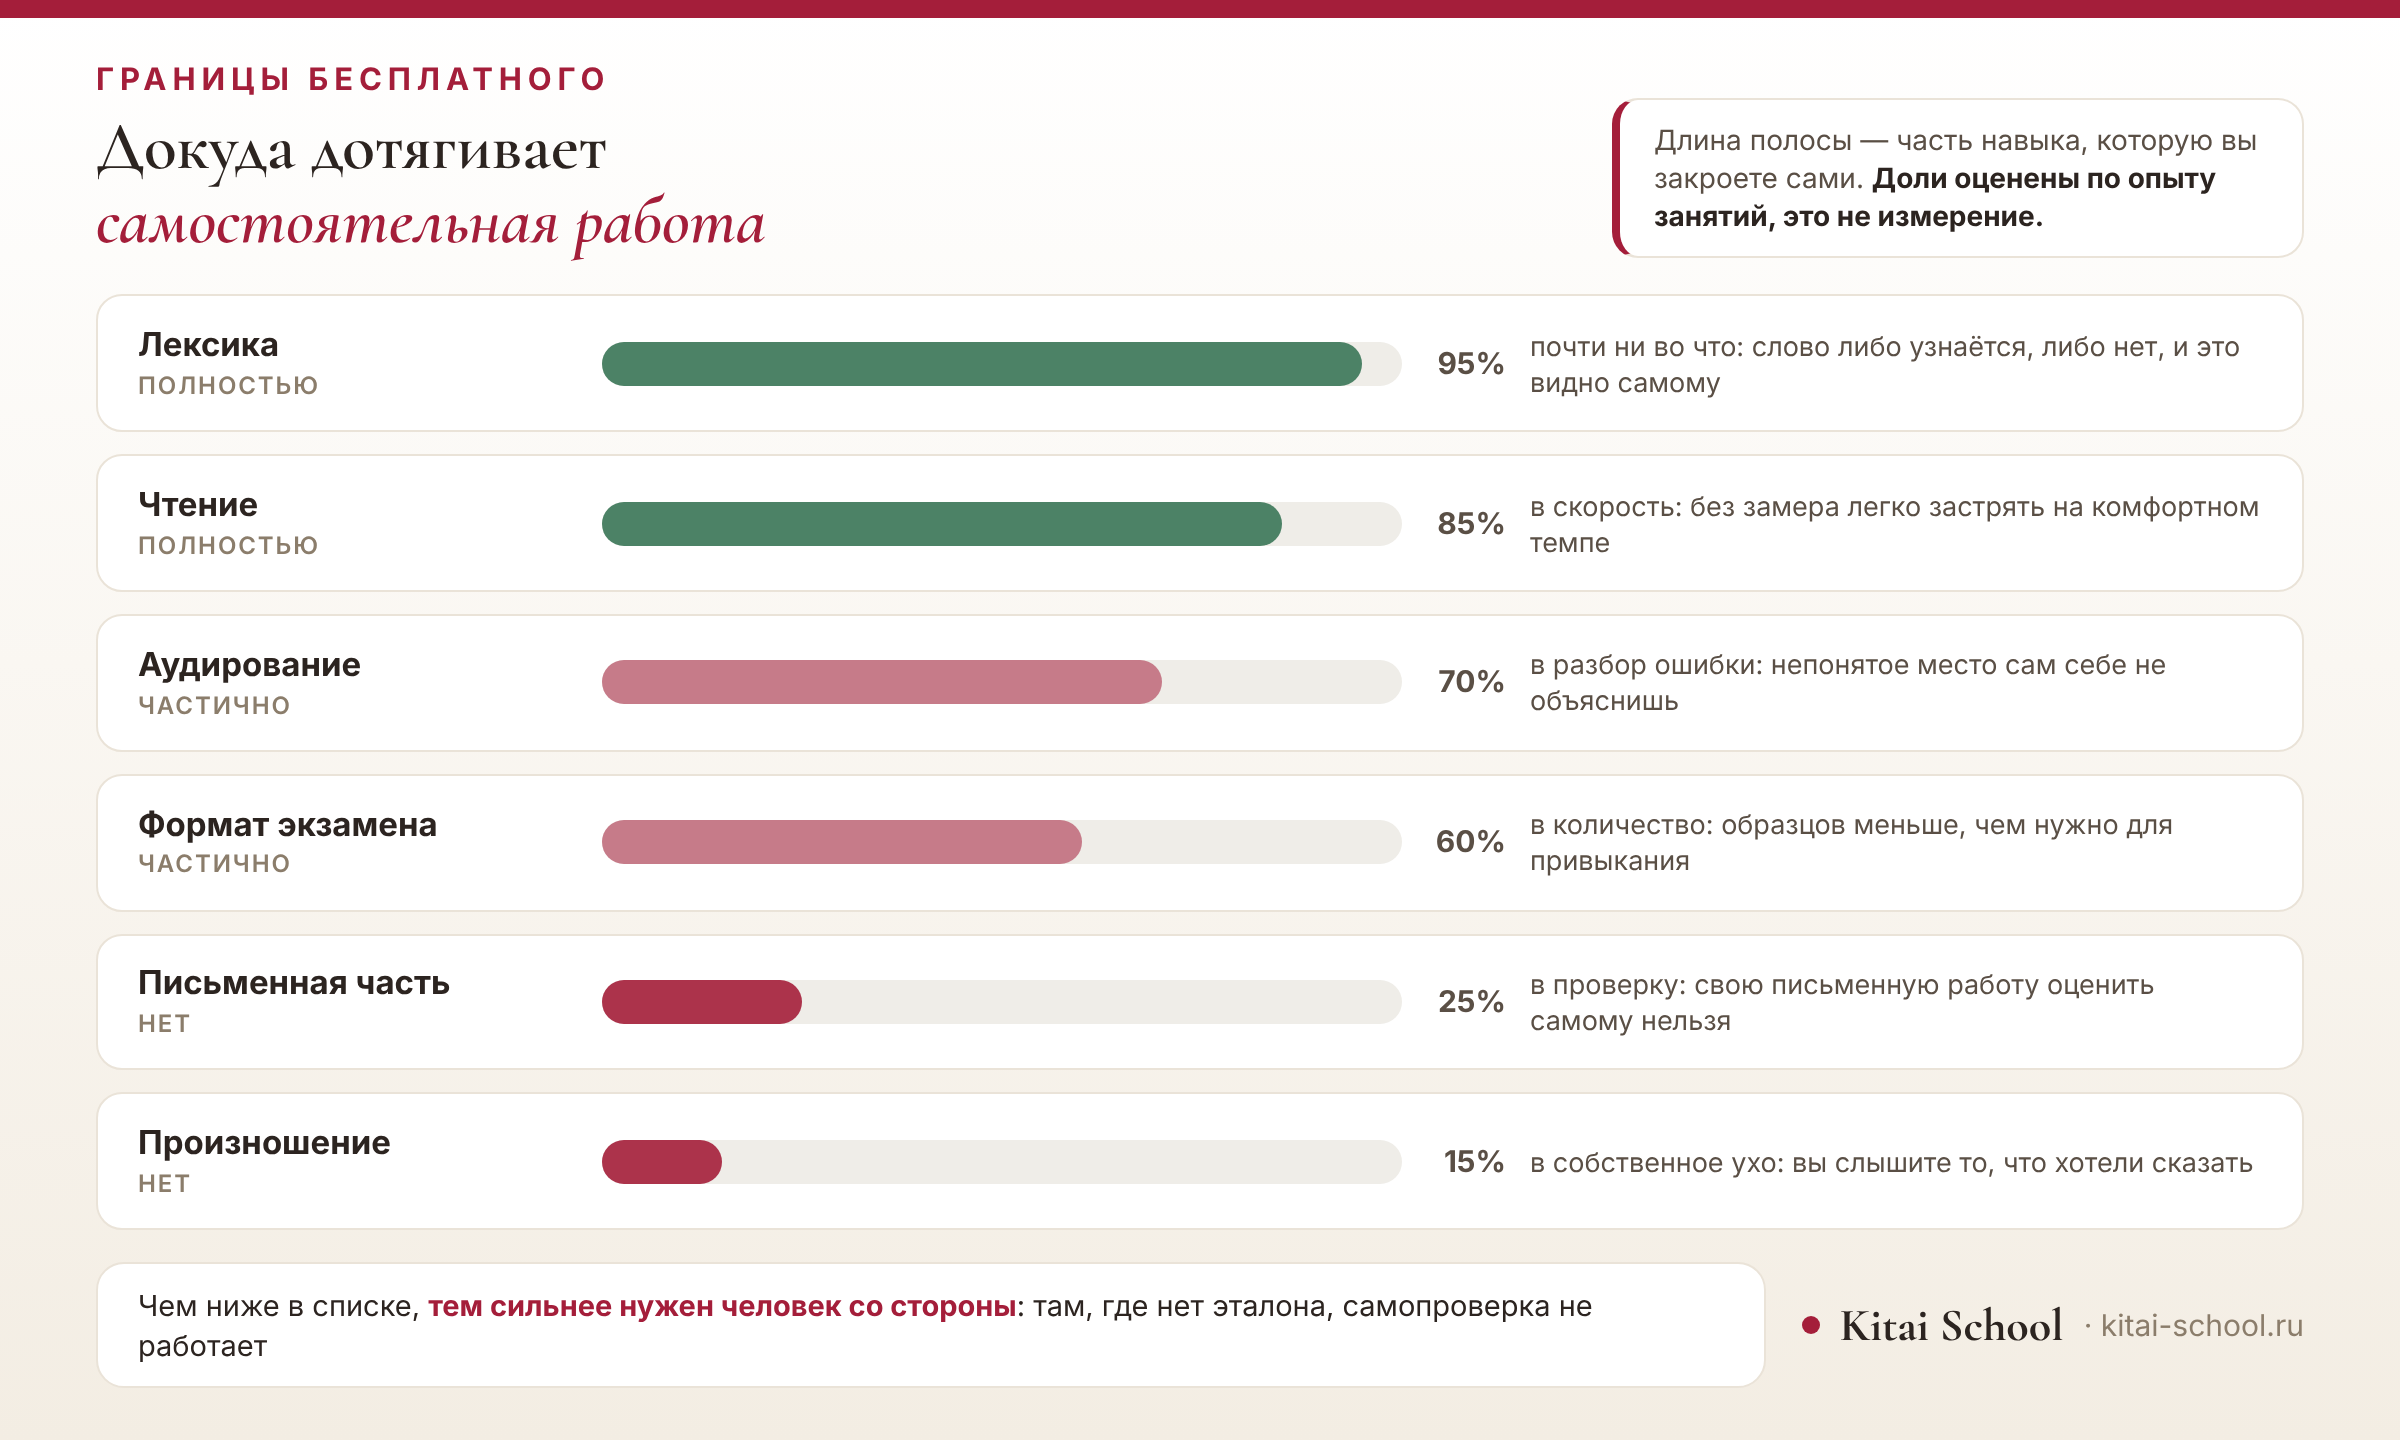 ГРАНИЦЫ БЕСПЛАТНОГО
Докуда дотягивает
самостоятельная работа
Длина полосы — часть навыка, которую вы
закроете сами. Доли оценены по опыту
занятий, это не измерение.
Лексика
ПОЛНОСТЬЮ
95%
почти ни во что: слово либо узнаётся, либо нет, и это
видно самому
Чтение
ПОЛНОСТЬЮ
85%
в скорость: без замера легко застрять на комфортном
темпе
Аудирование
ЧАСТИЧНО
70%
в разбор ошибки: непонятое место сам себе не
объяснишь
Формат экзамена
ЧАСТИЧНО
60%
в количество: образцов меньше, чем нужно для
привыкания
Письменная часть
НЕТ
25%
в проверку: свою письменную работу оценить
самому нельзя
Произношение
НЕТ
15%
в собственное ухо: вы слышите то, что хотели сказать
Чем ниже в списке, тем сильнее нужен человек со стороны: там, где нет эталона, самопроверка не
работает
Kitai School · kitai-school.ru